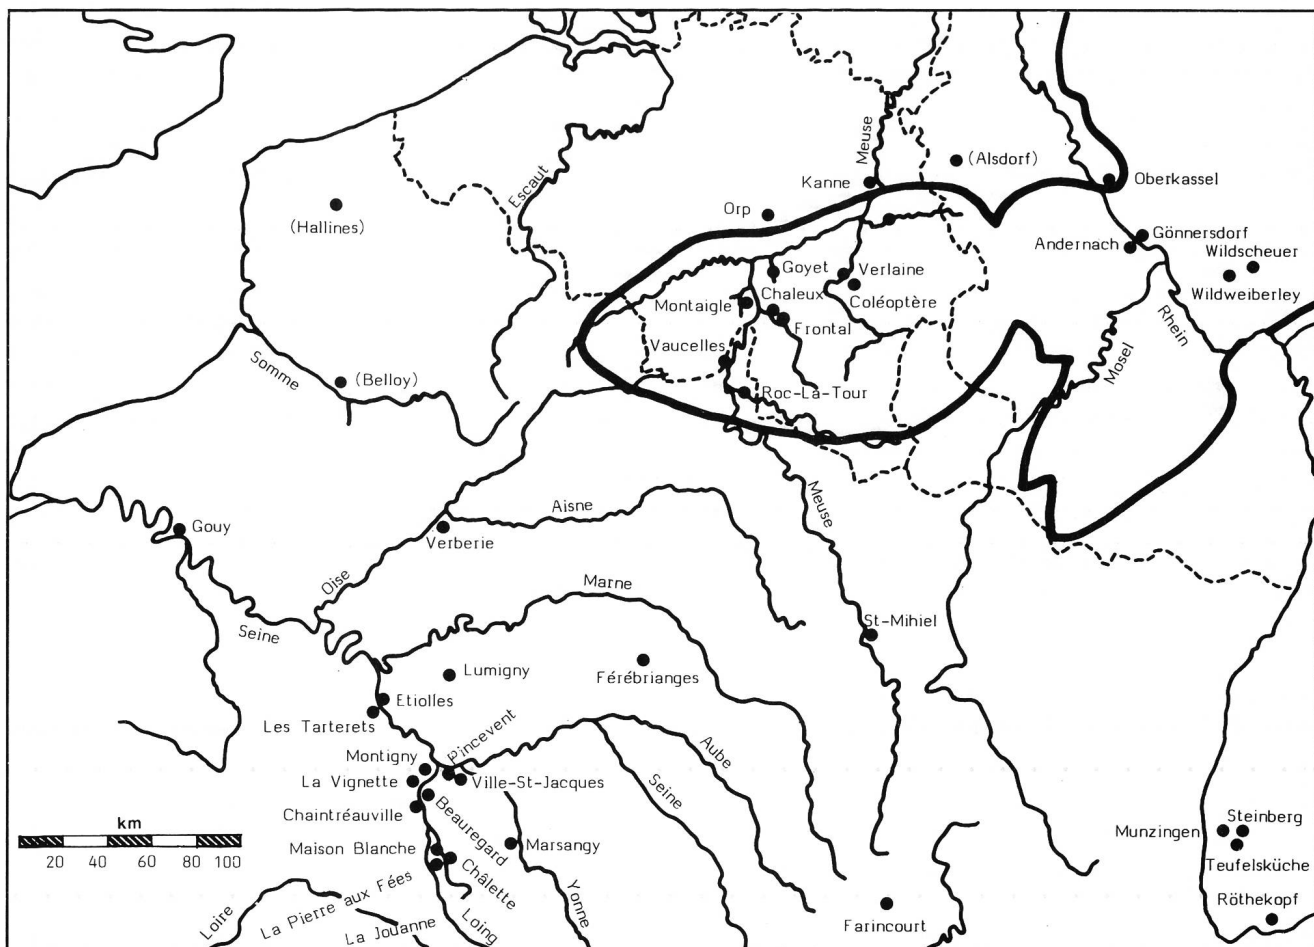 Meuse
(Alsdorf)
Kanne
Oberkassel
Escaut
(Hallines)
Orp
Gönnersdorf
Andernach
Wildscheuer
Goyet
Verlaine
Wildweiberley
Montaigle
Chaleux
Coléoptère
Frontal
Rhein
Vaucelles
Mosel
Somme
(Belloy)
Roc-La-Tour
Meuse
Aisne
Gouy
Verberie
Oise
Marne
Seine
St-Mihiel
Lumigny
Férébrianges
Etiolles
Les Tarterets
Pincevent
Aube
Montigny
La Vignette
Ville-St-Jacques
Seine
Chaintréauville
Beauregard
km
20 40 60 80 100
Munzingen
Steinberg
Maison Blanche
Marsangy
Teufelsküche
Châlette
La Pierre aux Fées
Yonne
Röthekopf
Loire
La Jouanne
Loing
Farincourt